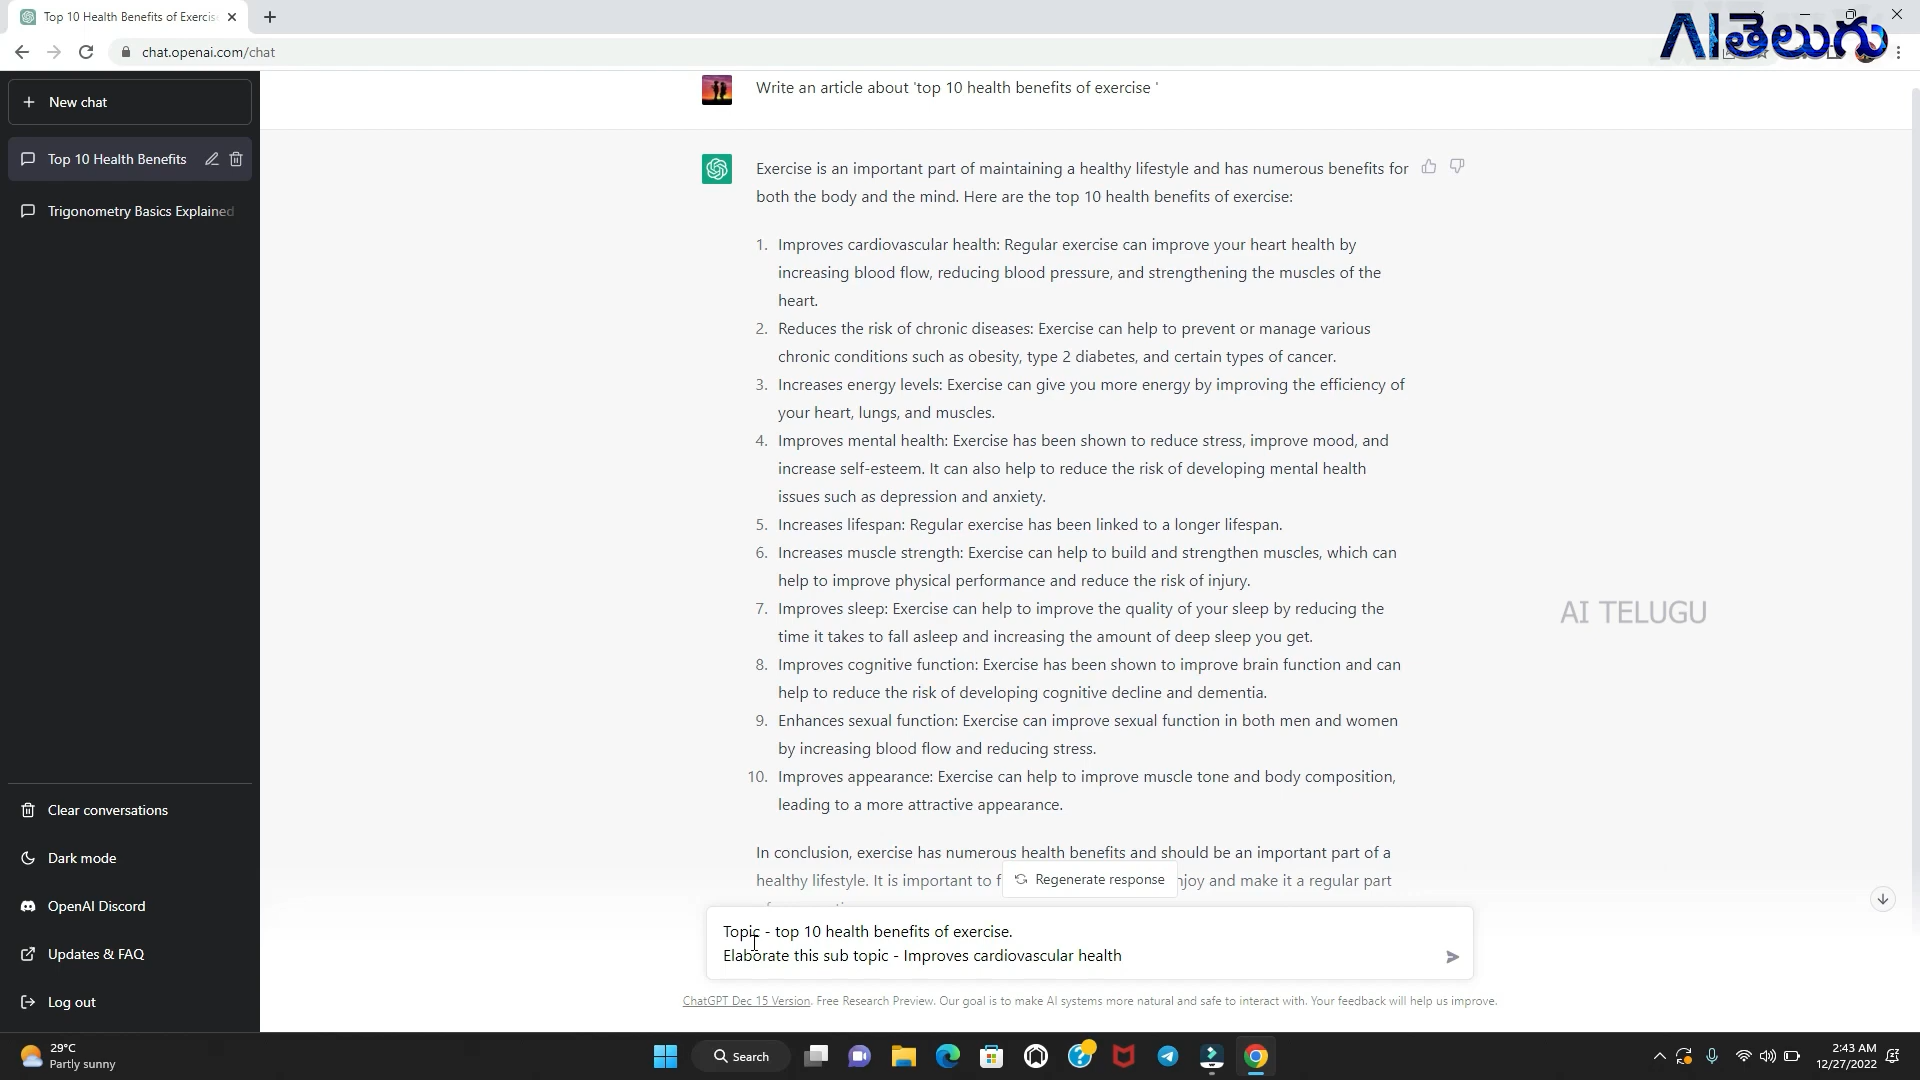 Top 10 Health Benefits of Exercis
chat.openai.com/chat
AIతెలుగు
New chat
Top 10 Health Benefits
Trigonometry Basics Explained
Clear conversations
Dark mode
OpenAI Discord
Updates & FAQ
Log out
Write an article about 'top 10 health benefits of exercise '
Exercise is an important part of maintaining a healthy lifestyle and has numerous benefits for
both the body and the mind. Here are the top 10 health benefits of exercise:
1. Improves cardiovascular health: Regular exercise can improve your heart health by
increasing blood flow, reducing blood pressure, and strengthening the muscles of the
heart.
2. Reduces the risk of chronic diseases: Exercise can help to prevent or manage various
chronic conditions such as obesity, type 2 diabetes, and certain types of cancer.
3. Increases energy levels: Exercise can give you more energy by improving the efficiency of
your heart, lungs, and muscles.
4. Improves mental health: Exercise has been shown to reduce stress, improve mood, and
increase self-esteem. It can also help to reduce the risk of developing mental health
issues such as depression and anxiety.
5. Increases lifespan: Regular exercise has been linked to a longer lifespan.
6. Increases muscle strength: Exercise can help to build and strengthen muscles, which can
help to improve physical performance and reduce the risk of injury.
7. Improves sleep: Exercise can help to improve the quality of your sleep by reducing the
time it takes to fall asleep and increasing the amount of deep sleep you get.
8. Improves cognitive function: Exercise has been shown to improve brain function and can
help to reduce the risk of developing cognitive decline and dementia.
9. Enhances sexual function: Exercise can improve sexual function in both men and women
by increasing blood flow and reducing stress.
10. Improves appearance: Exercise can help to improve muscle tone and body composition,
leading to a more attractive appearance.
In conclusion, exercise has numerous health benefits and should be an important part of a
healthy lifestyle. It is important to f
Regenerate response
njoy and make it a regular part
AI TELUGU
Topic - top 10 health benefits of exercise.
Elaborate this sub topic - Improves cardiovascular health
ChatGPT Dec 15 Version. Free Research Preview. Our goal is to make AI systems more natural and safe to interact with. Your feedback will help us improve.
29°C
Partly sunny
Search
2:43 AM
12/27/2022